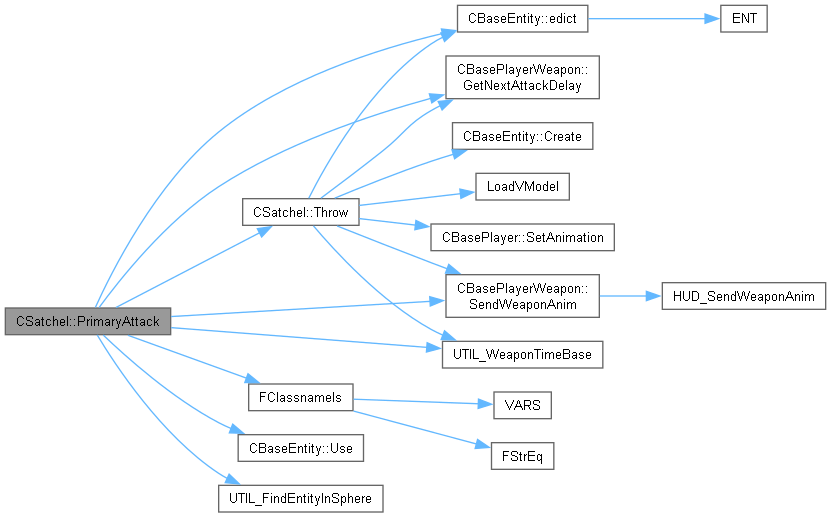 CBaseEntity::edict
ENT
CBasePlayerWeapon::
GetNextAttackDelay
CBaseEntity::Create
LoadVModel
CSatchel::Throw
CBasePlayer::SetAnimation
CBasePlayerWeapon::
SendWeaponAnim
HUD_SendWeaponAnim
CSatchel::PrimaryAttack
UTIL_WeaponTimeBase
FClassnameIs
VARS
CBaseEntity::Use
FStrEq
UTIL_FindEntityInSphere